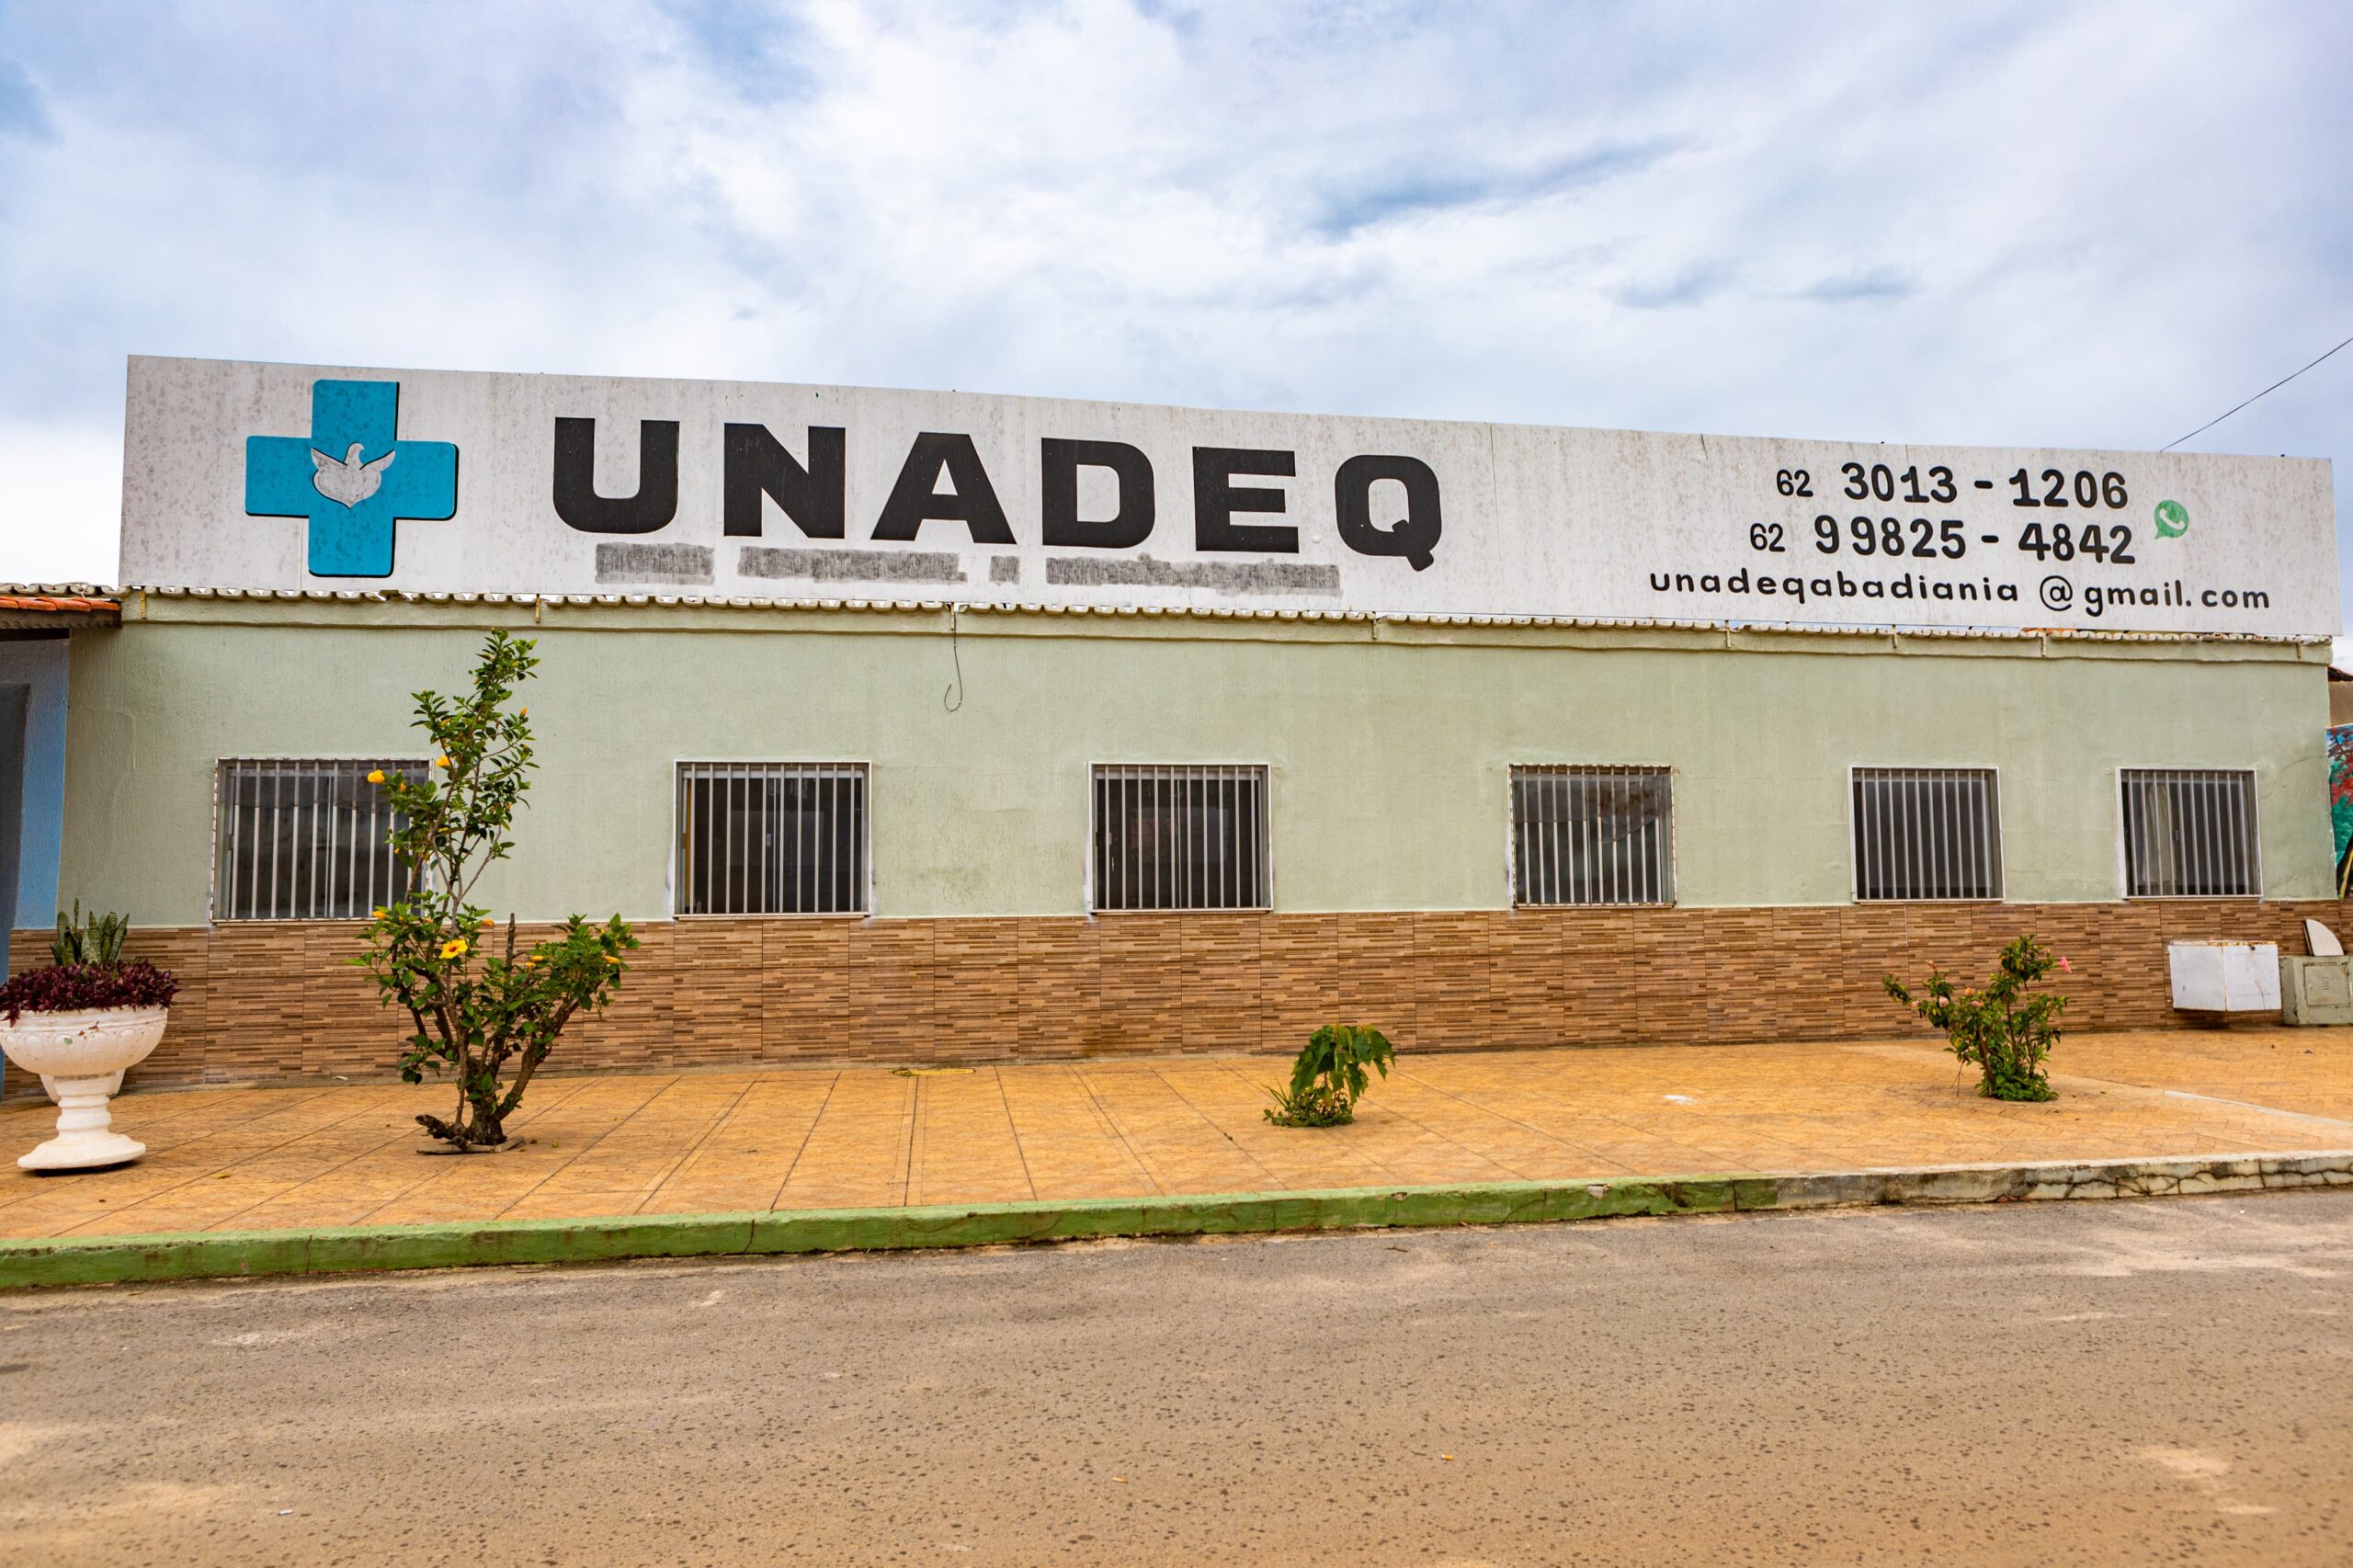 UNADEQ
62 3013 - 1206
62 99825 - 4842
unadeqabadiania @ gmail.com